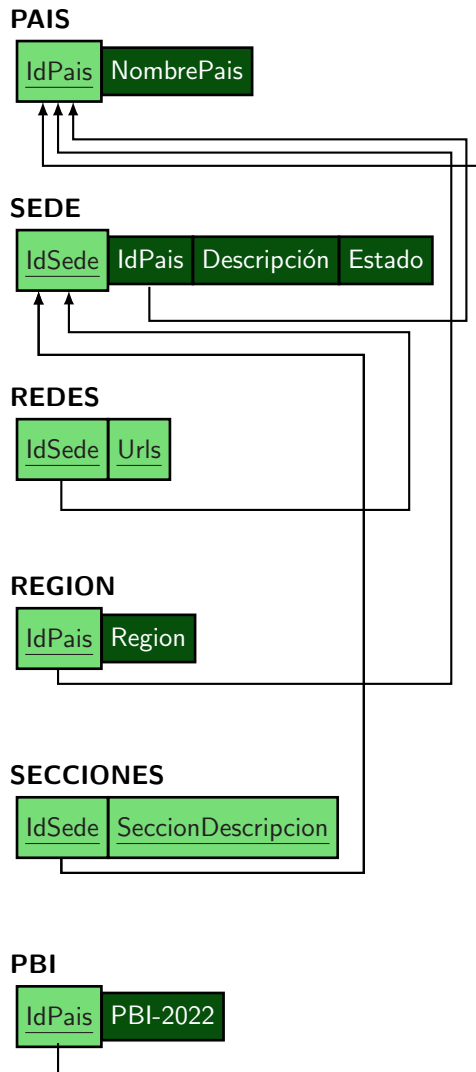 PAIS
IdPais NombrePais
SEDE
IdSede IdPais Descripción Estado
REDES
IdSede Urls
REGION
IdPais Region
SECCIONES
IdSede SeccionDescripcion
PBI
IdPais PBI-2022